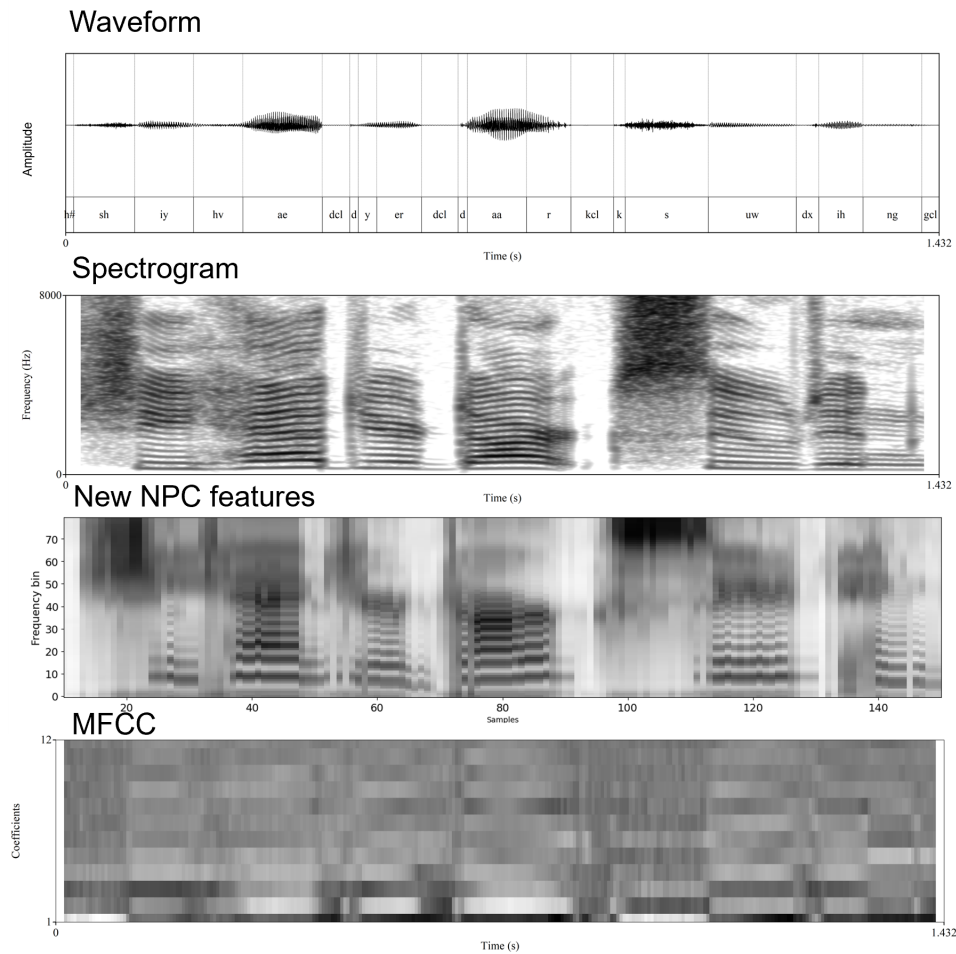 Waveform
Amplitude
h# sh iy hv ae dcl d y er dcl d aa r kcl k s uw dx ih ng gcl
0 1.432
Time (s)
Spectrogram
8000
Frequency (Hz)
0
0 1.432
Time (s)
New NPC features
70
60
50
40
30
20
10
0
Frequency bin
20 40 60 80 100 120 140
Samples
MFCC
12
Coefficients
1
0 1.432
Time (s)